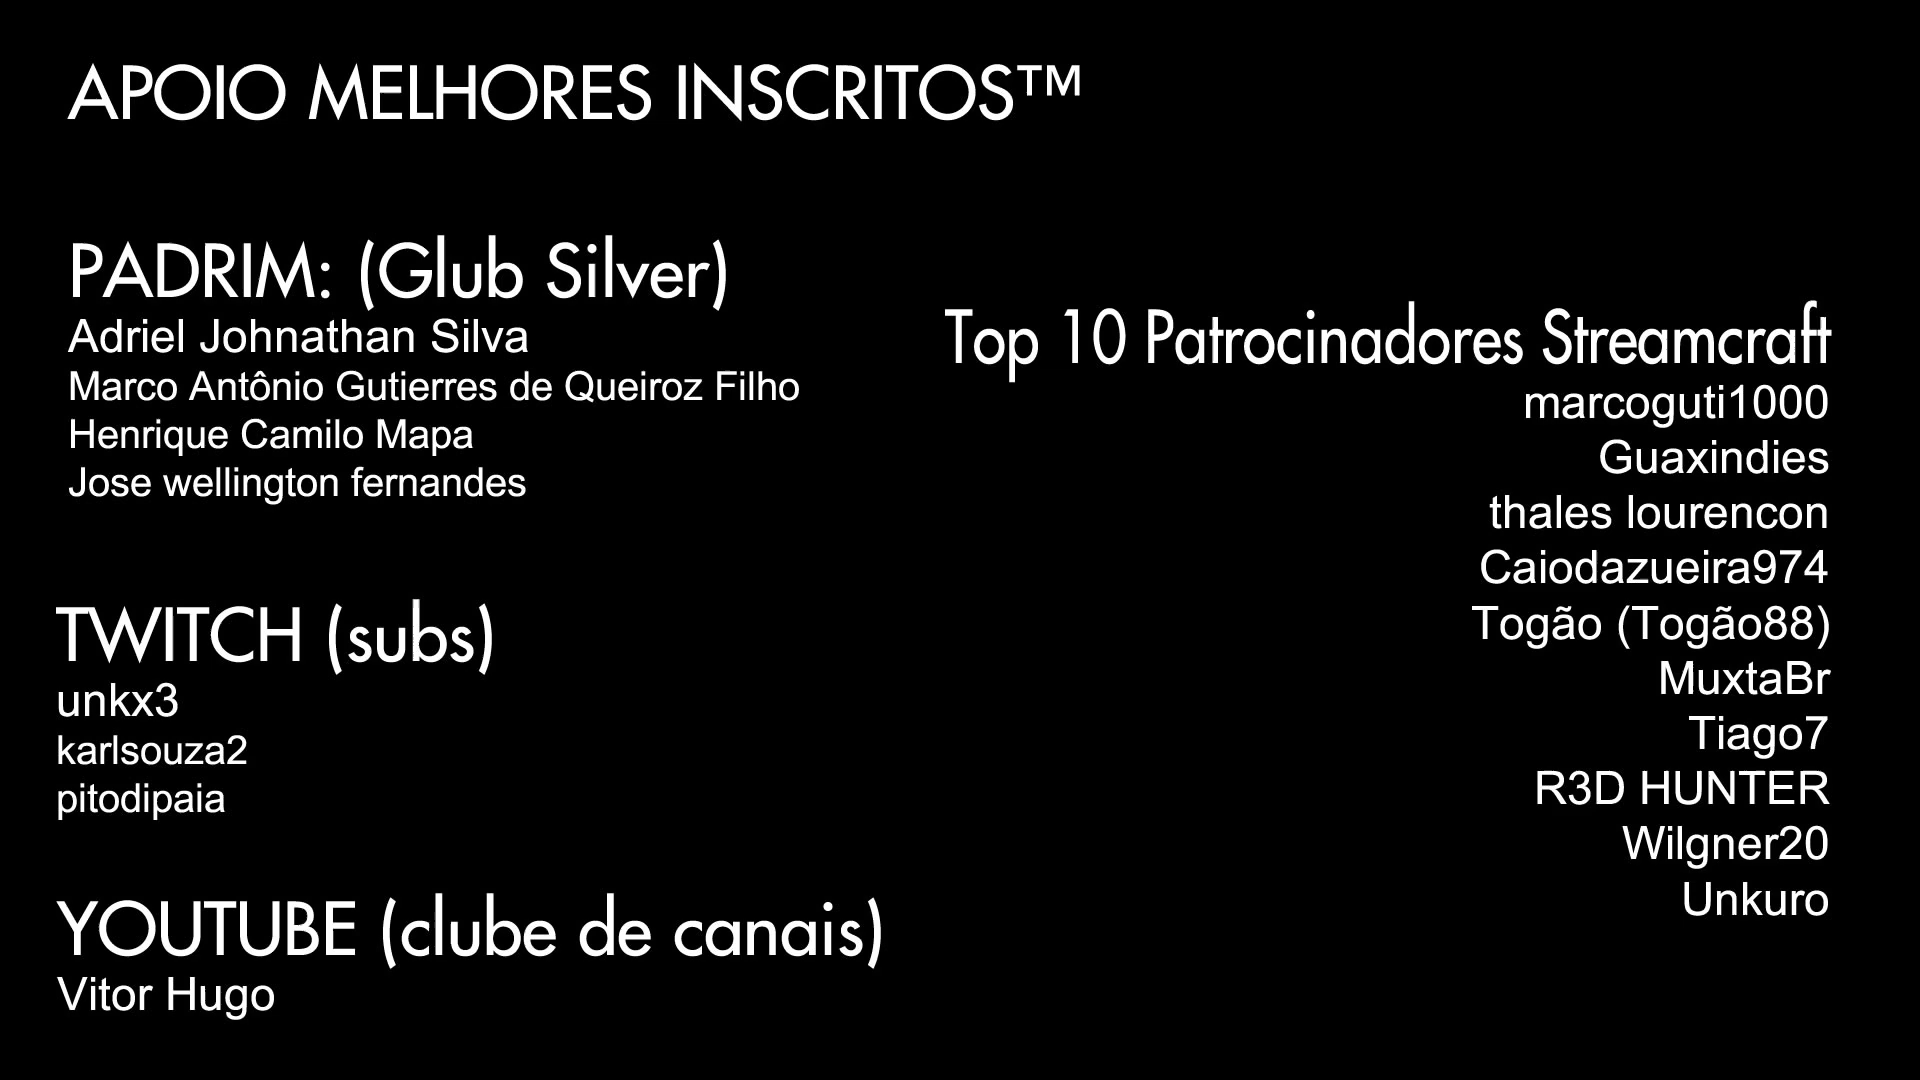 APOIO MELHORES INSCRITOS™
PADRIM: (Glub Silver)
Adriel Johnathan Silva
Marco Antônio Gutierres de Queiroz Filho
Henrique Camilo Mapa
Jose wellington fernandes
TWITCH (subs)
unkx3
karlsouza2
pitodipaia
YOUTUBE (clube de canais)
Vitor Hugo
Top 10 Patrocinadores Streamcraft
marcoguti1000
Guaxindies
thales lourencon
Caiodazueira974
Togão (Togão88)
MuxtaBr
Tiago7
R3D HUNTER
Wilgner20
Unkuro